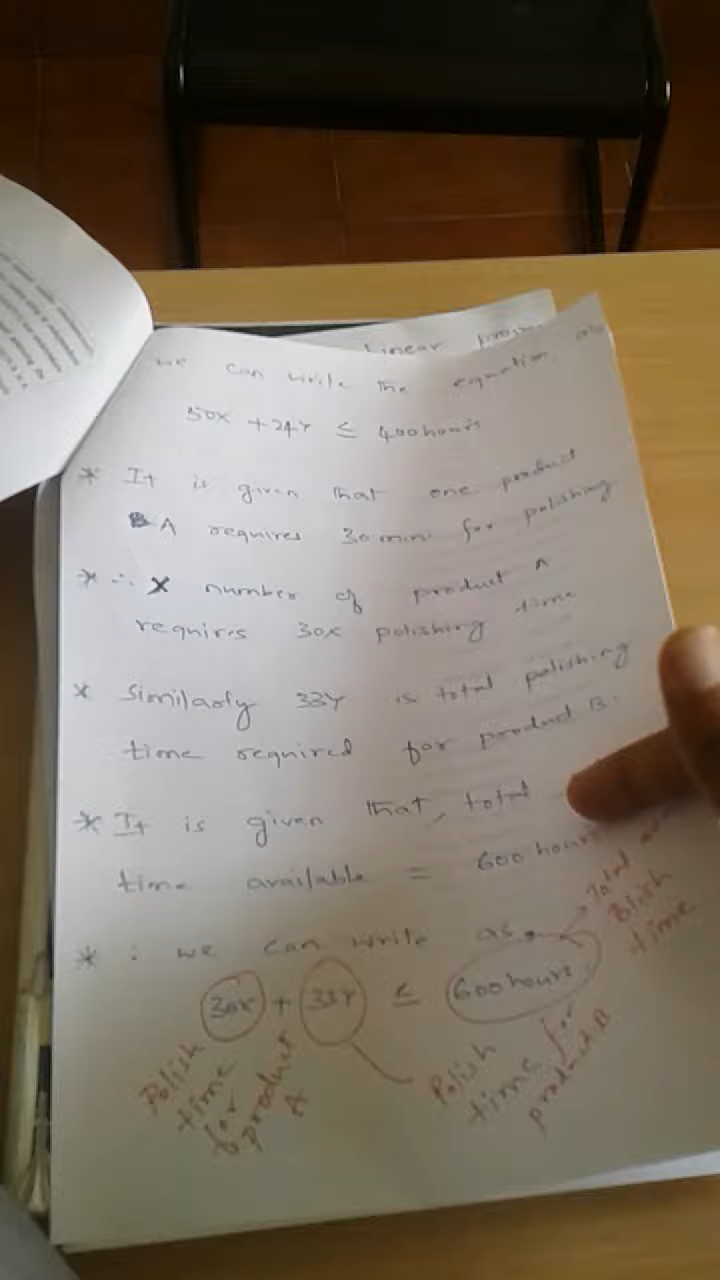 Linear
we can write the equation
50x + 24Y ≤ 400 hours
* It is given that one product
A requires 30 min for polishing
* ∴ X number of product A
requires 30x polishing time
* Similarly 33Y is total polishing
time required for product B.
* It is given that, total
time available = 600 hours
* ∴ we can write as
30x + 33Y ≤ 600 hours
Total
Polish
time
Polish
time
for
product
A
Polish
time for
product B